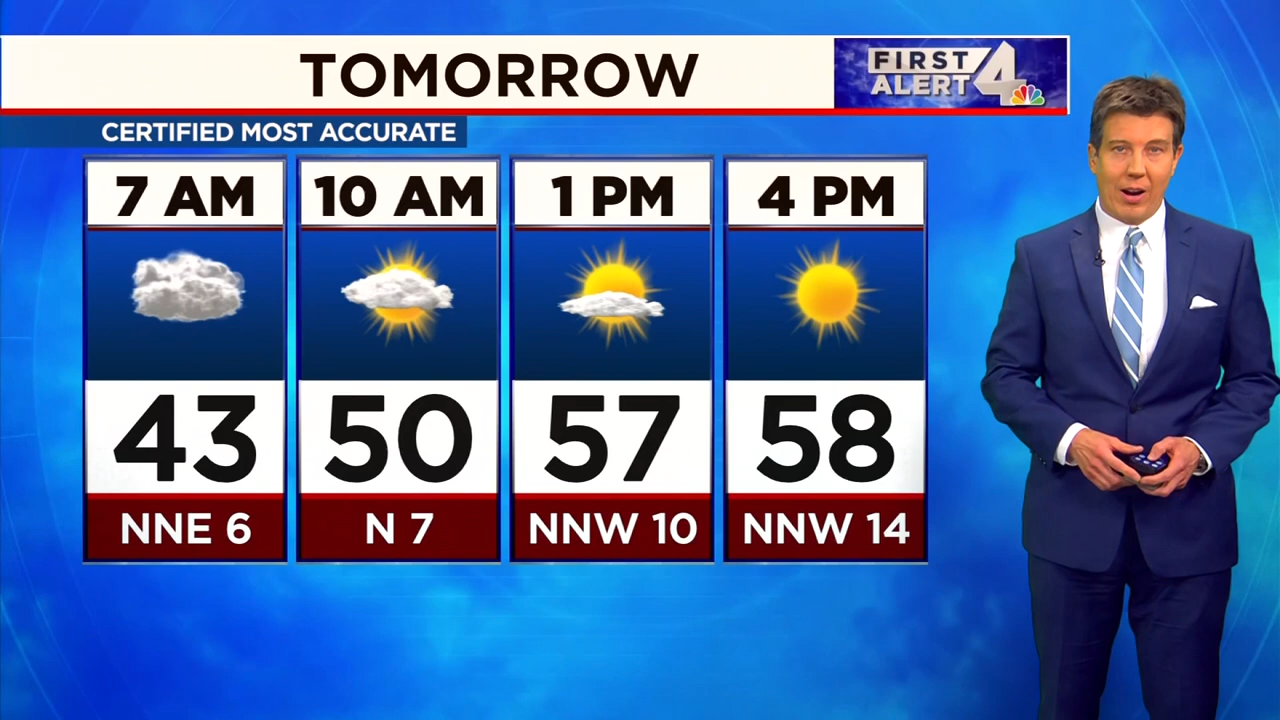 TOMORROW
FIRST
ALERT 4
CERTIFIED MOST ACCURATE
7 AM 10 AM 1 PM 4 PM
43 50 57 58
NNE 6 N 7 NNW 10 NNW 14